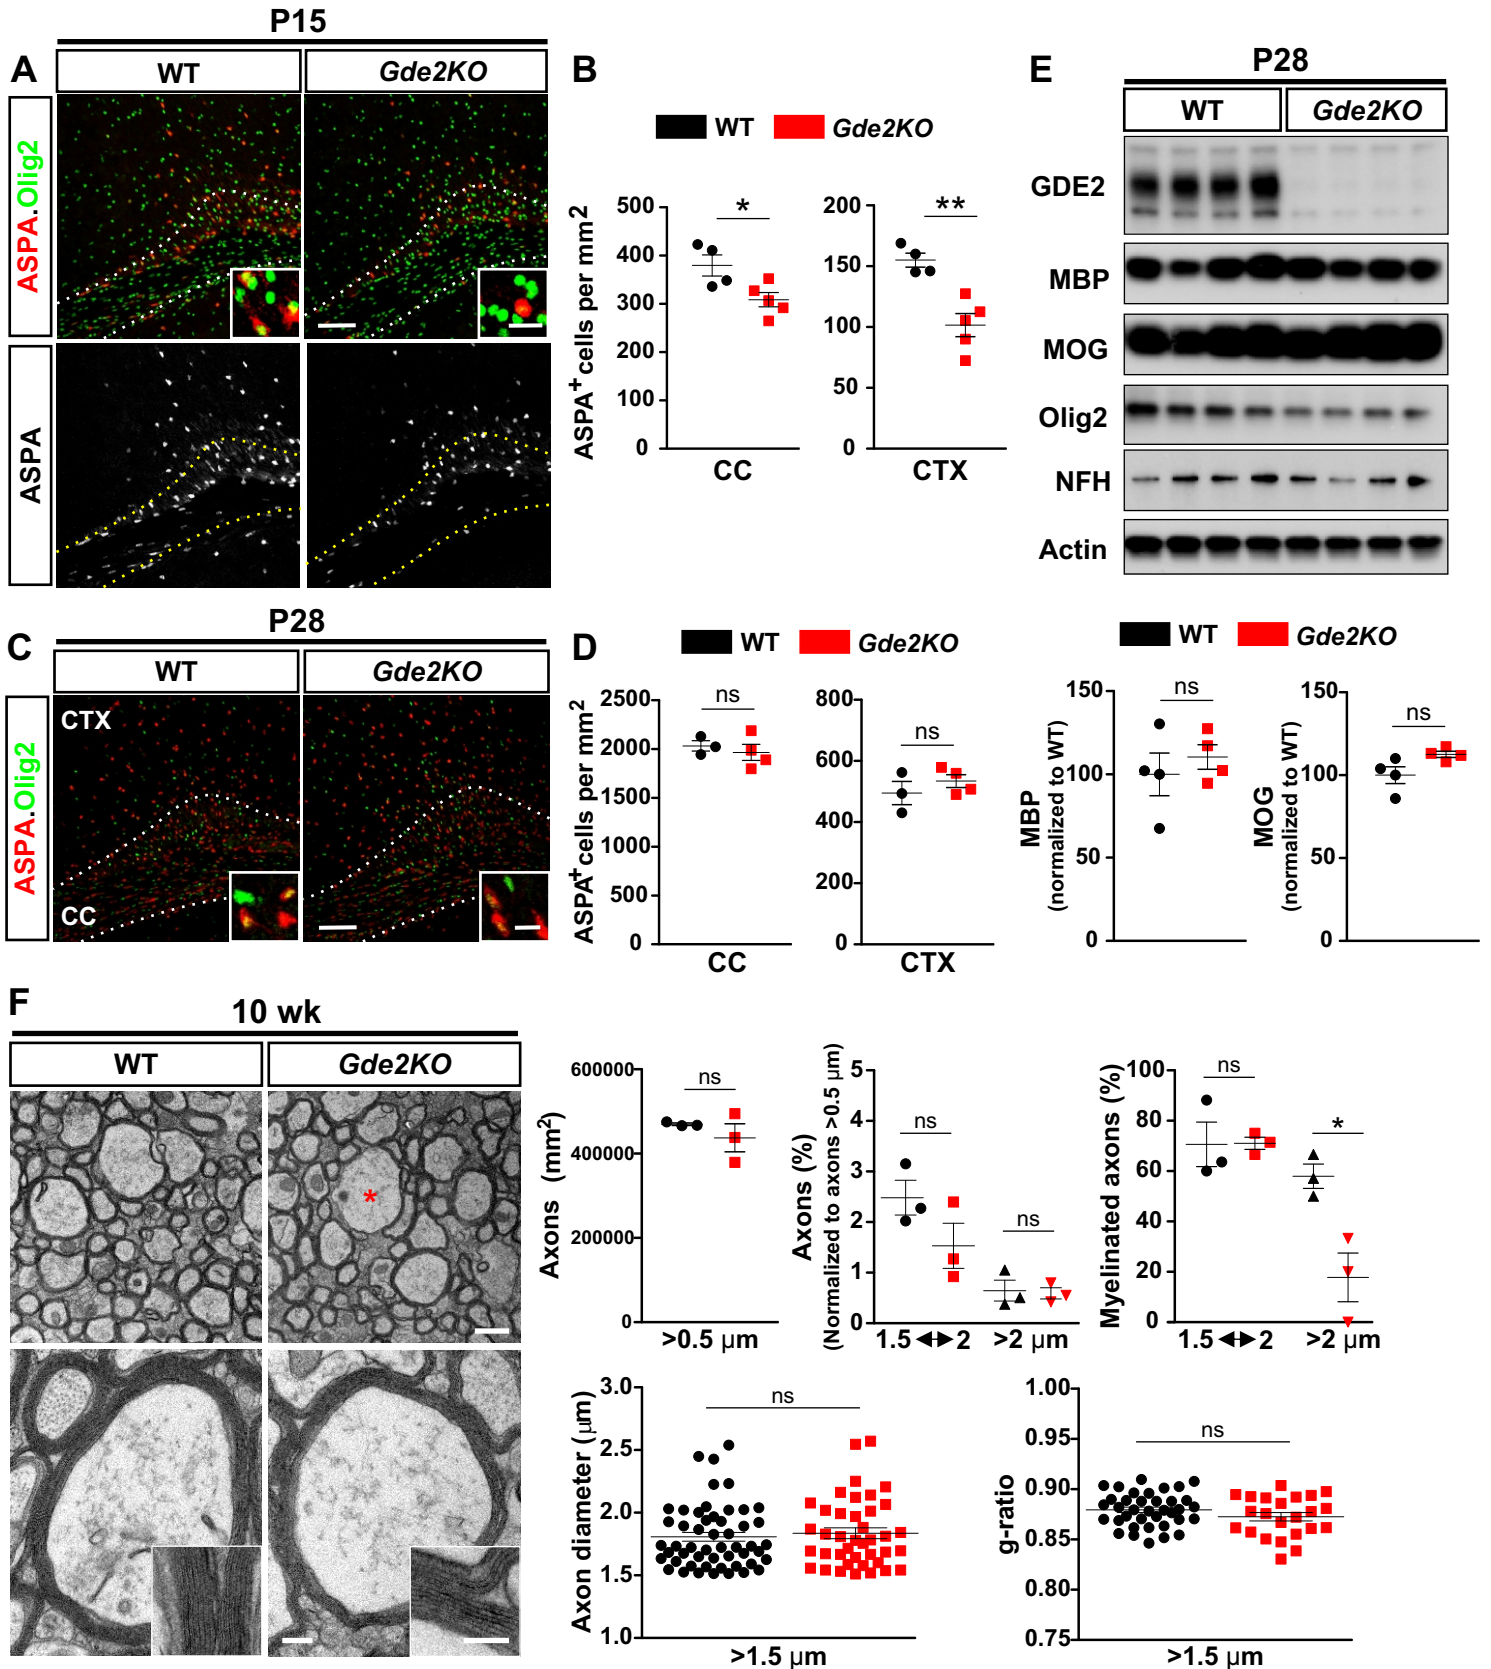 P15
A
WT
Gde2KO
ASPA.Olig2
ASPA
B
WT
Gde2KO
ASPA+ cells per mm2
500
400
300
200
100
0
*
CC
200
150
100
50
0
**
CTX
E
P28
WT
Gde2KO
GDE2
MBP
MOG
Olig2
NFH
Actin
WT
Gde2KO
MBP
(normalized to WT)
150
100
50
0
ns
MOG
(normalized to WT)
150
100
50
0
ns
C
P28
WT
Gde2KO
ASPA.Olig2
CTX
CC
D
WT
Gde2KO
ASPA+ cells per mm2
2500
2000
1500
1000
500
0
ns
CC
800
600
400
200
0
ns
CTX
F
10 wk
WT
Gde2KO
*
Axons (mm2)
600000
400000
200000
0
ns
>0.5 µm
Axons (%)
(Normalized to axons >0.5 µm)
5
4
3
2
1
0
ns
ns
1.5 ◄►2
>2 µm
Myelinated axons (%)
100
80
60
40
20
0
ns
*
1.5 ◄►2
>2 µm
Axon diameter (µm)
3.0
2.5
2.0
1.5
1.0
ns
>1.5 µm
g-ratio
1.00
0.95
0.90
0.85
0.80
0.75
ns
>1.5 µm